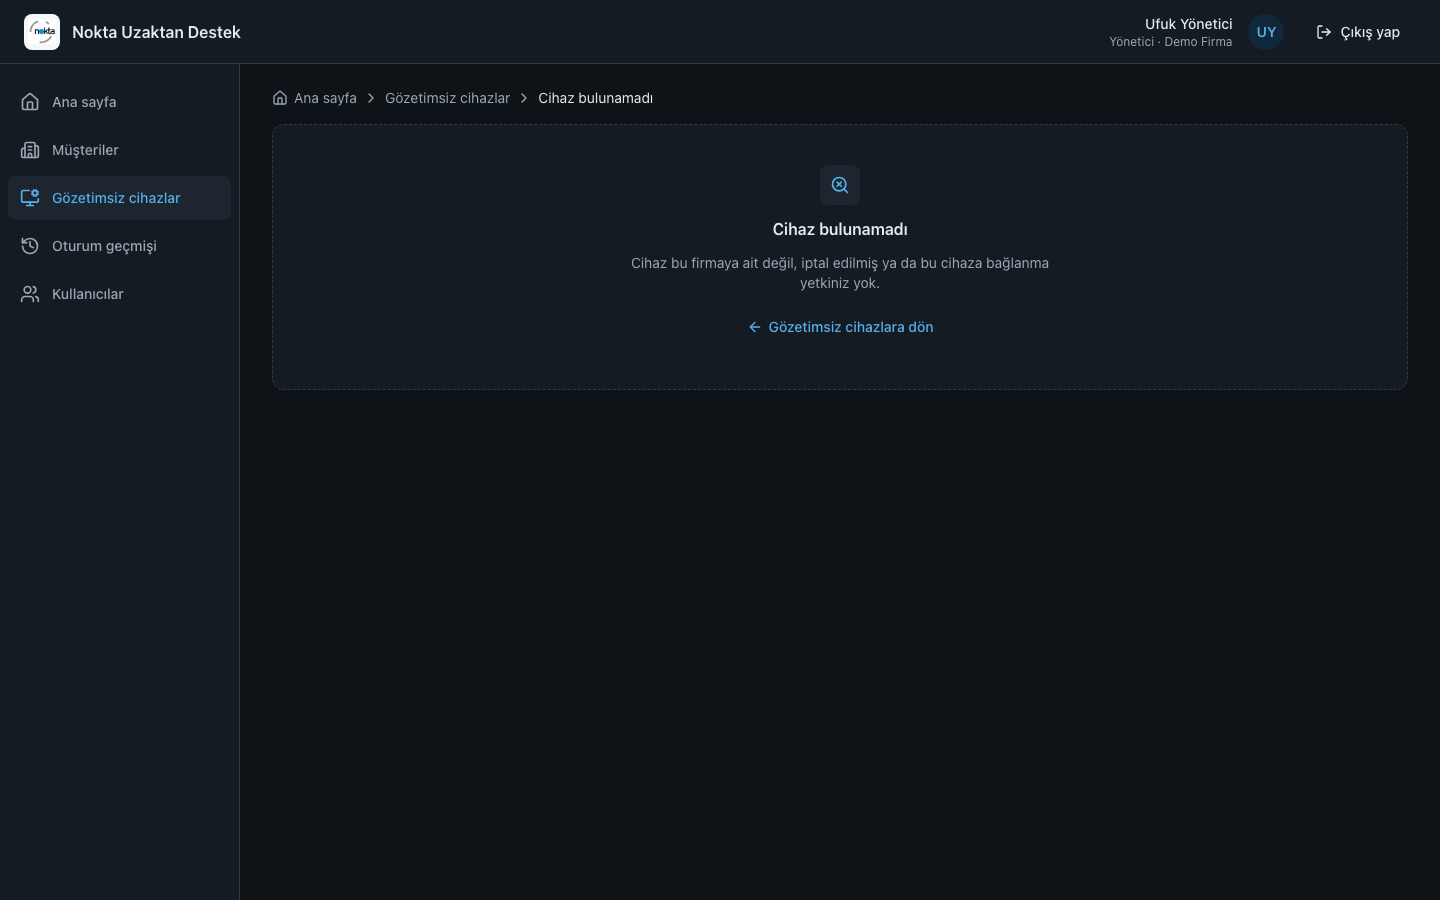 nokta
Nokta Uzaktan Destek
Ufuk Yönetici
Yönetici · Demo Firma
UY
Çıkış yap
Ana sayfa
Müşteriler
Gözetimsiz cihazlar
Oturum geçmişi
Kullanıcılar
Ana sayfa > Gözetimsiz cihazlar > Cihaz bulunamadı
Cihaz bulunamadı
Cihaz bu firmaya ait değil, iptal edilmiş ya da bu cihaza bağlanma
yetkiniz yok.
← Gözetimsiz cihazlara dön